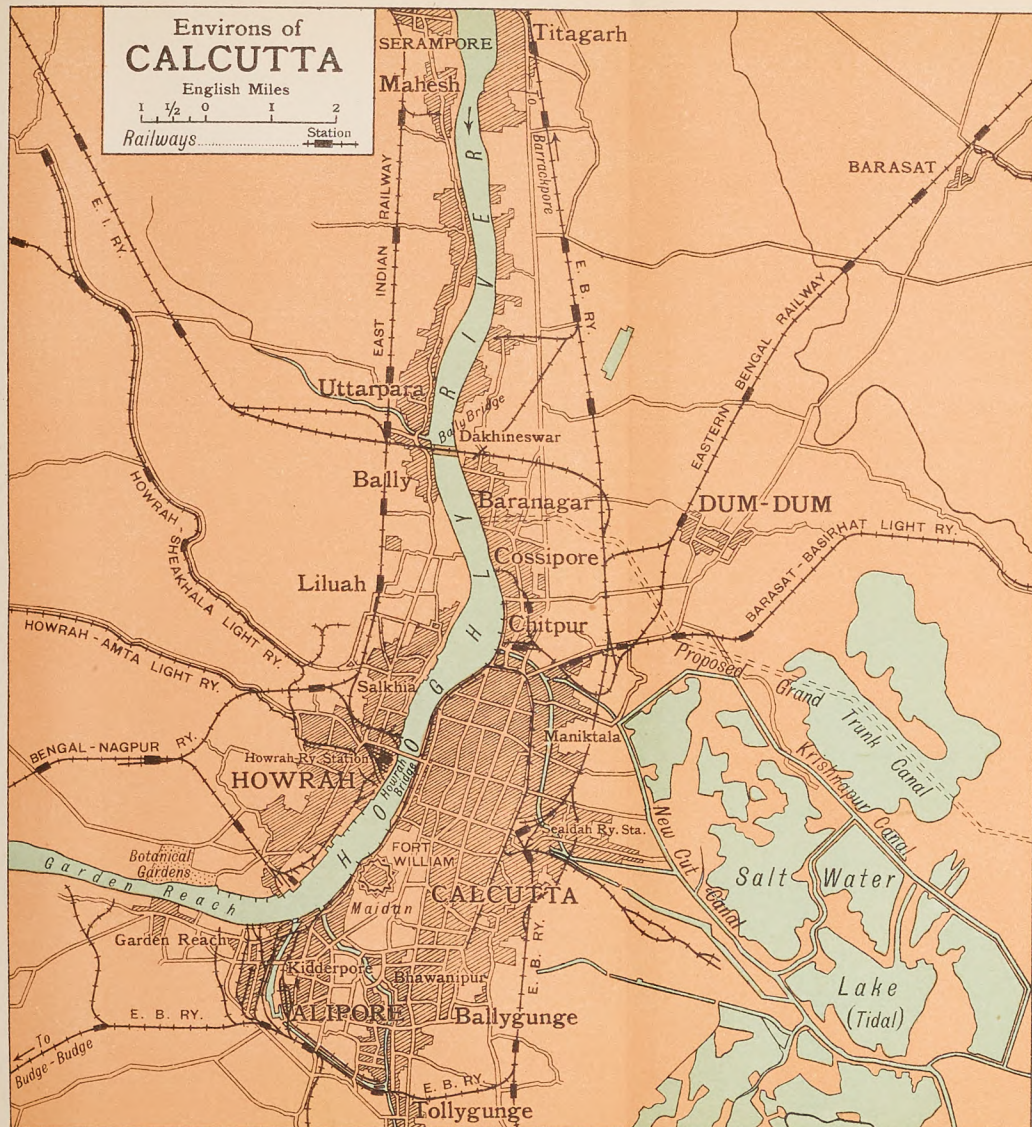 Environs of
CALCUTTA
English Miles
1 1/2 0 1 2
Railways
Station
SERAMPORE
Titagarh
Mahesh
To Barrackpore
BARASAT
E. I. RY.
EAST INDIAN RAILWAY
E. B. RY.
EASTERN BENGAL RAILWAY
HOOGHLY RIVER
Uttarpara
Bally Bridge
Dakhineswar
Bally
Baranagar
DUM-DUM
HOWRAH-SHEAKHALA LIGHT RY.
BARASAT-BASIRHAT LIGHT RY.
Cossipore
Liluah
Chitpur
HOWRAH-AMTA LIGHT RY.
Proposed Grand Trunk Canal
Salkhia
Maniktala
BENGAL-NAGPUR RY.
Howrah Ry. Station
HOWRAH
Howrah Bridge
Krishnapur Canal
New Cut Canal
Sealdah Ry. Sta.
Botanical Gardens
FORT WILLIAM
Garden Reach
CALCUTTA
Salt Water
Maidan
Garden Reach
Kidderpore
Bhawanipur
E. B. RY.
Lake
(Tidal)
ALIPORE
Ballygunge
E. B. RY.
To Budge-Budge
E. B. RY.
Tollygunge